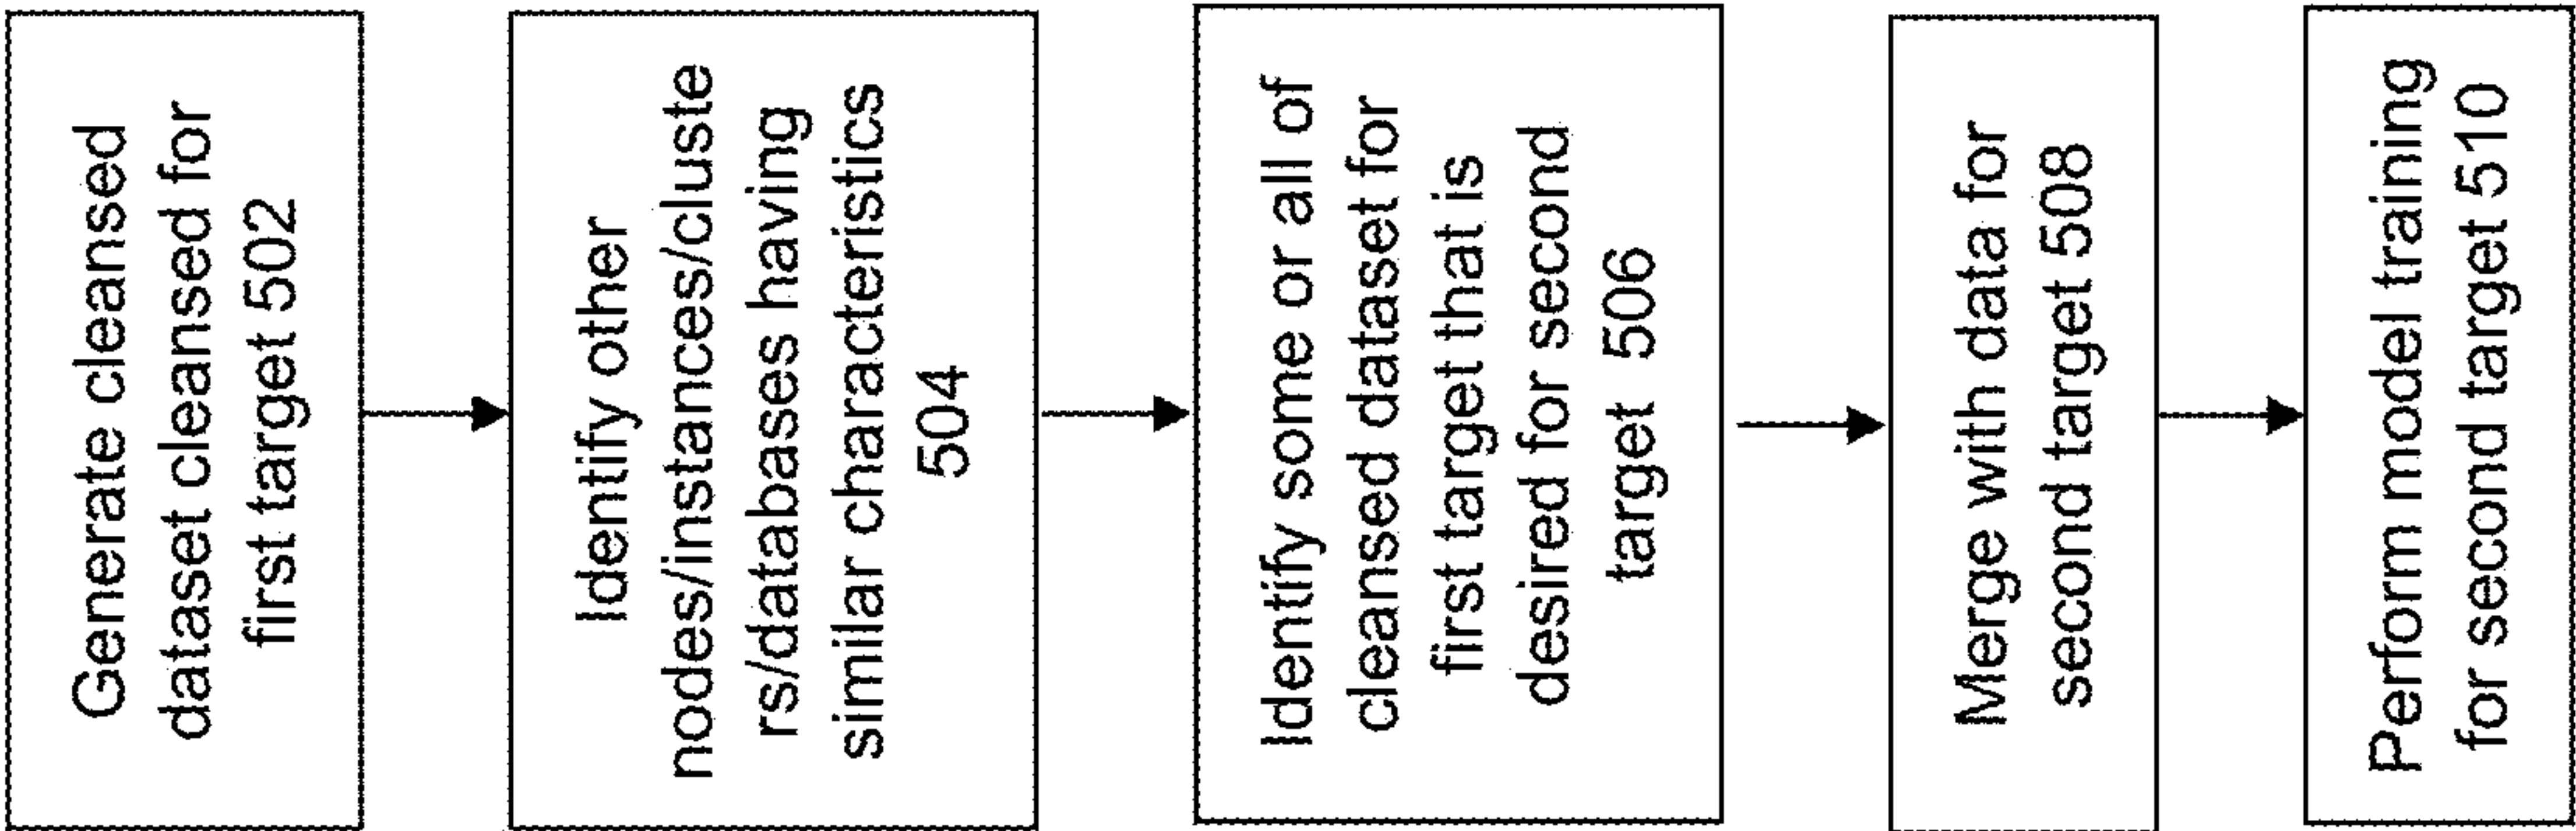 Generate cleansed
dataset cleansed for
first target 502
Identify other
nodes/instances/cluste
rs/databases having
similar characteristics
504
Identify some or all of
cleansed dataset for
first target that is
desired for second
target 506
Merge with data for
second target 508
Perform model training
for second target 510